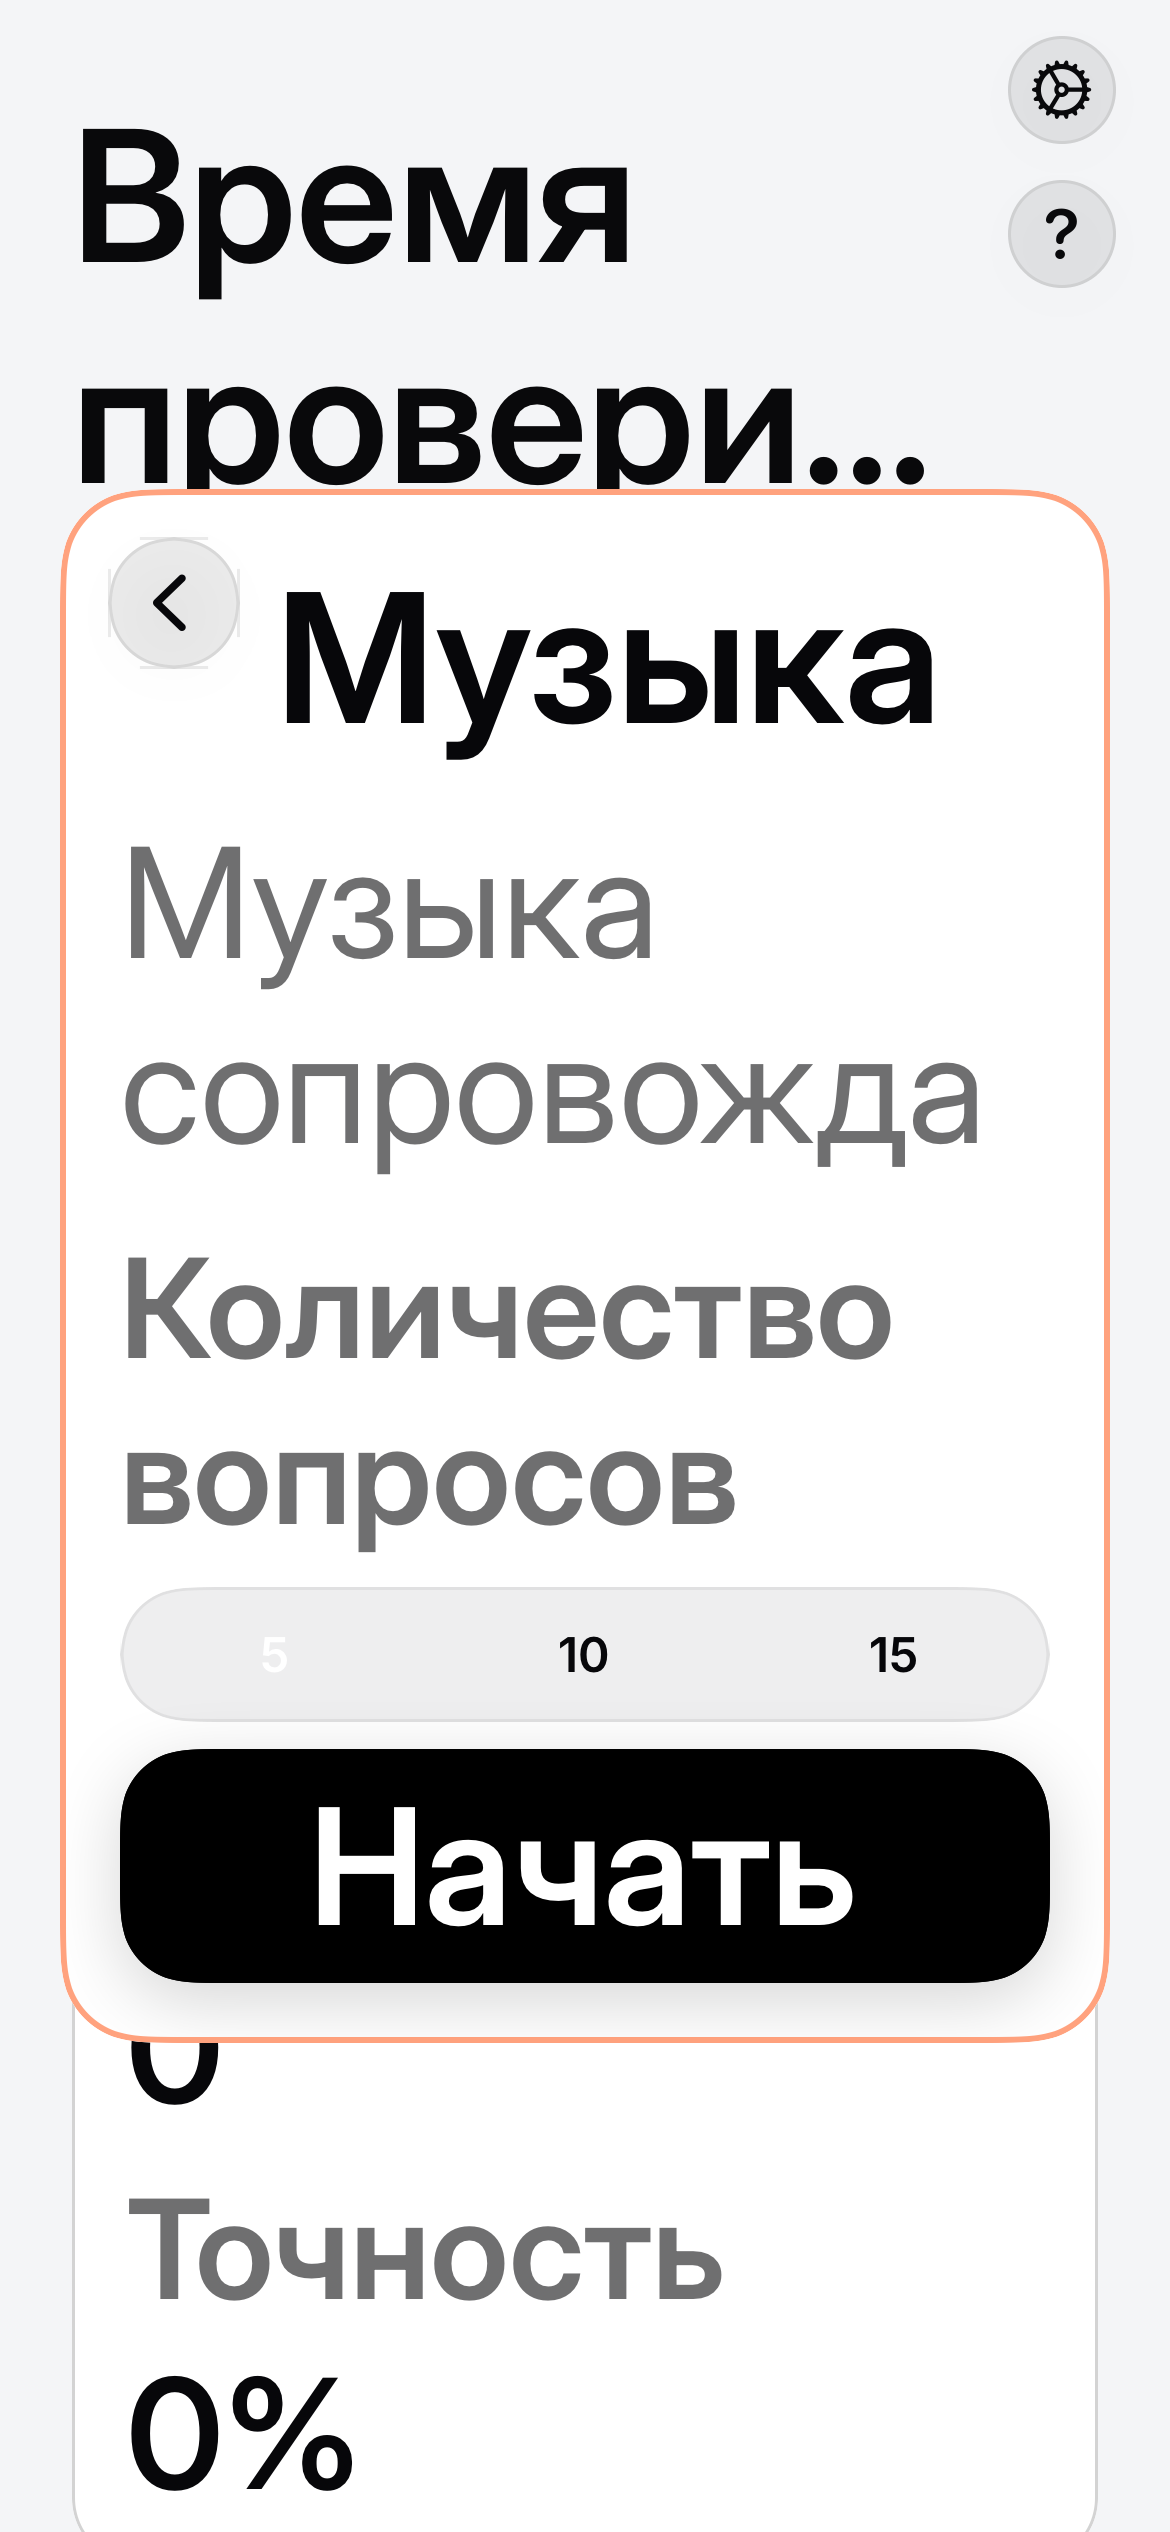 Время
?
провери...
Музыка
Музыка
сопровожда
Количество
вопросов
5 10 15
Начать
0
Точность
0%